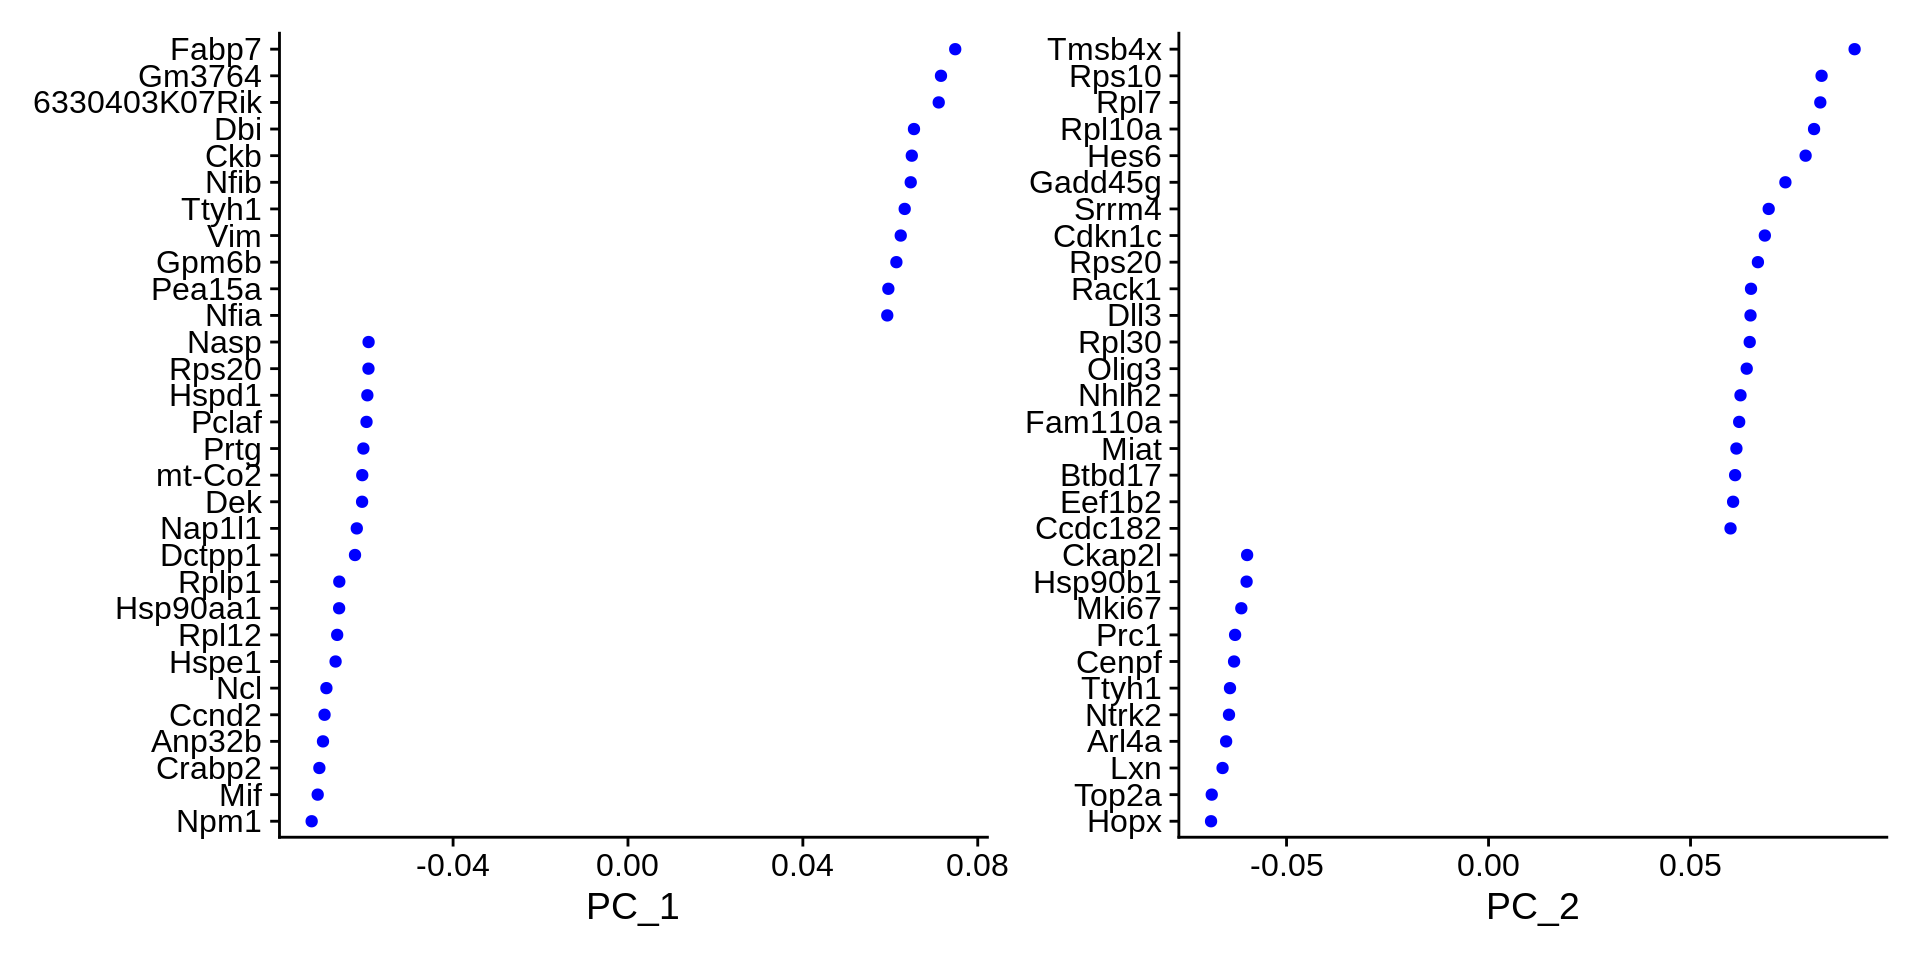 Fabp7
Gm3764
6330403K07Rik
Dbi
Ckb
Nfib
Ttyh1
Vim
Gpm6b
Pea15a
Nfia
Nasp
Rps20
Hspd1
Pclaf
Prtg
mt-Co2
Dek
Nap1l1
Dctpp1
Rplp1
Hsp90aa1
Rpl12
Hspe1
Ncl
Ccnd2
Anp32b
Crabp2
Mif
Npm1
-0.04 0.00 0.04 0.08
PC_1
Tmsb4x
Rps10
Rpl7
Rpl10a
Hes6
Gadd45g
Srrm4
Cdkn1c
Rps20
Rack1
Dll3
Rpl30
Olig3
Nhlh2
Fam110a
Miat
Btbd17
Eef1b2
Ccdc182
Ckap2l
Hsp90b1
Mki67
Prc1
Cenpf
Ttyh1
Ntrk2
Arl4a
Lxn
Top2a
Hopx
-0.05 0.00 0.05
PC_2